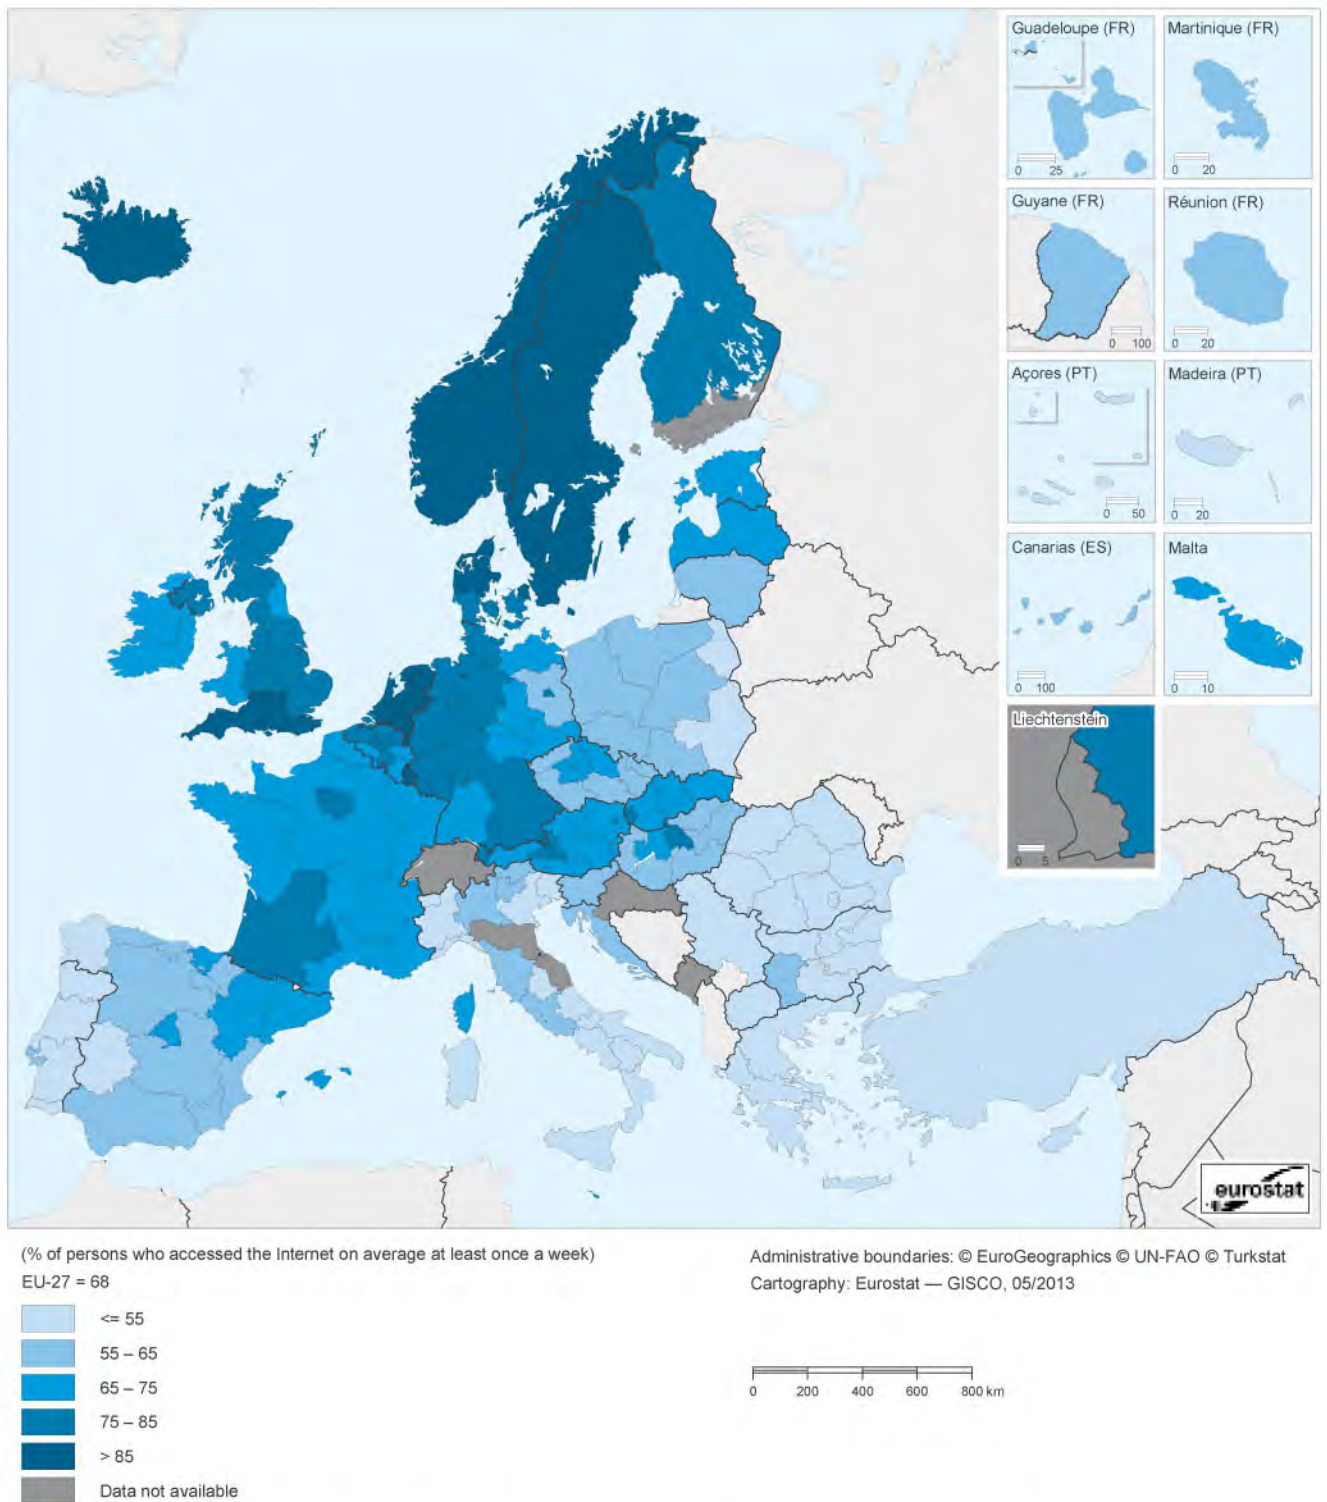 Guadeloupe (FR)
0 25
Martinique (FR)
0 20
Guyane (FR)
0 100
Réunion (FR)
0 20
Açores (PT)
0 50
Madeira (PT)
0 20
Canarias (ES)
0 100
Malta
0 10
Liechtenstein
0 5
eurostat
(% of persons who accessed the Internet on average at least once a week)
EU-27 = 68
<= 55
55 – 65
65 – 75
75 – 85
> 85
Data not available
Administrative boundaries: © EuroGeographics © UN-FAO © Turkstat
Cartography: Eurostat — GISCO, 05/2013
0 200 400 600 800 km